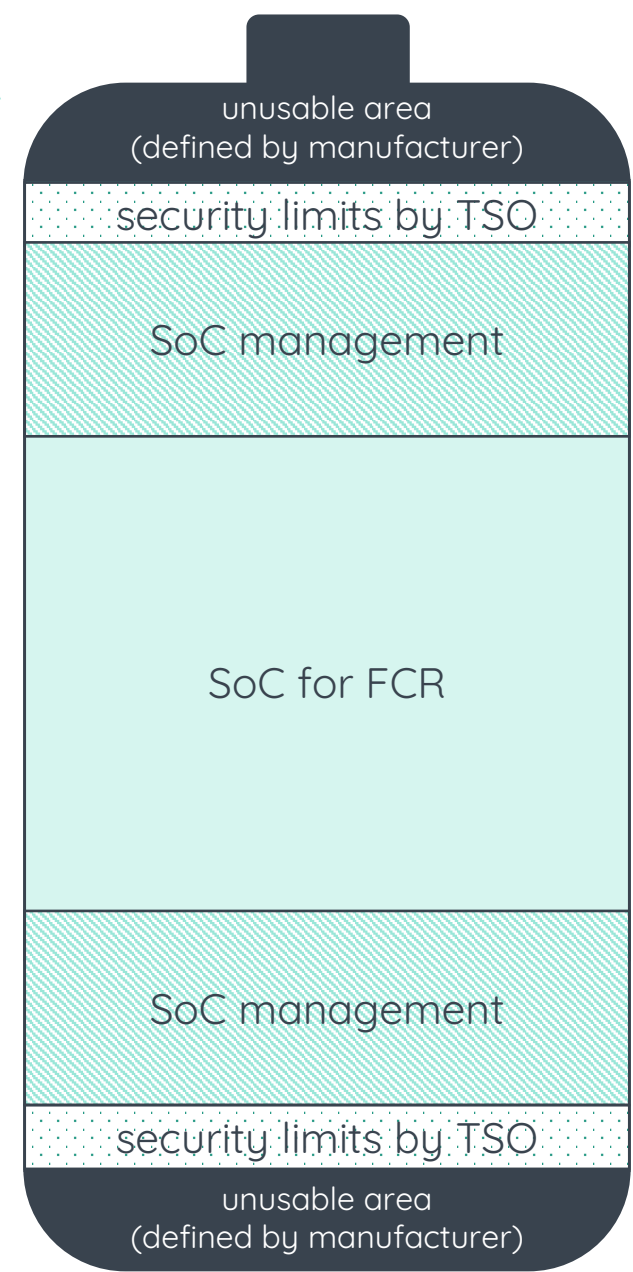 unusable area
(defined by manufacturer)
security limits by TSO
SoC management
SoC for FCR
SoC management
security limits by TSO
unusable area
(defined by manufacturer)